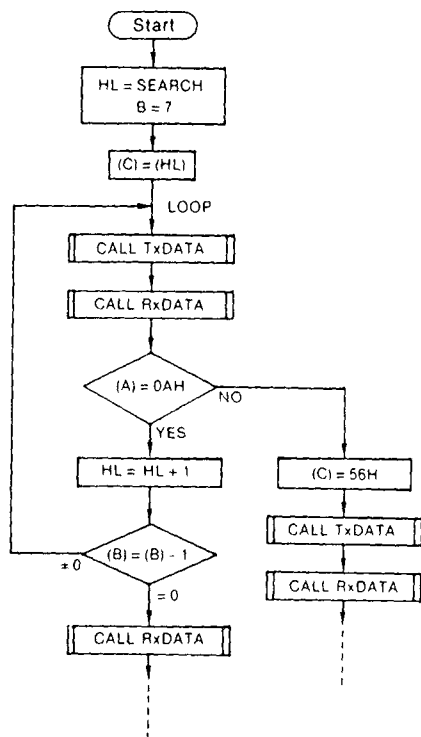 Start
HL = SEARCH
B = 7
(C) = (HL)
LOOP
CALL TxDATA
CALL RxDATA
(A) = 0AH
NO
YES
HL = HL + 1
(C) = 56H
CALL TxDATA
(B) = (B) - 1
≠ 0
CALL RxDATA
= 0
CALL RxDATA